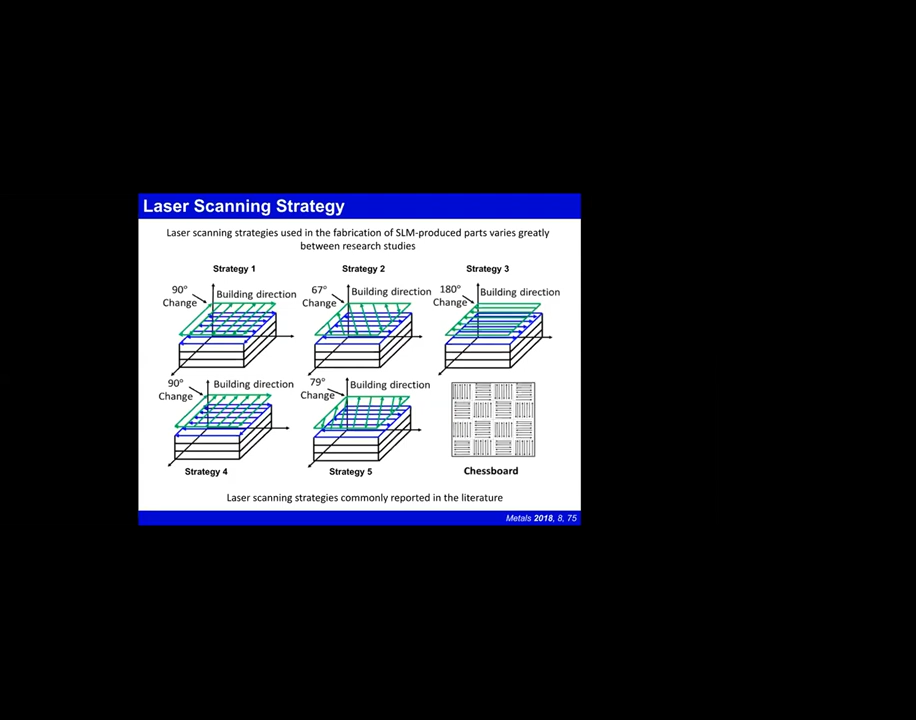 Laser Scanning Strategy
Laser scanning strategies used in the fabrication of SLM-produced parts varies greatly
between research studies
Strategy 1
90° Change
Building direction
Strategy 2
67° Change
Building direction
Strategy 3
180° Change
Building direction
90° Change
Building direction
Strategy 4
79° Change
Building direction
Strategy 5
Chessboard
Laser scanning strategies commonly reported in the literature
Metals 2018, 8, 75